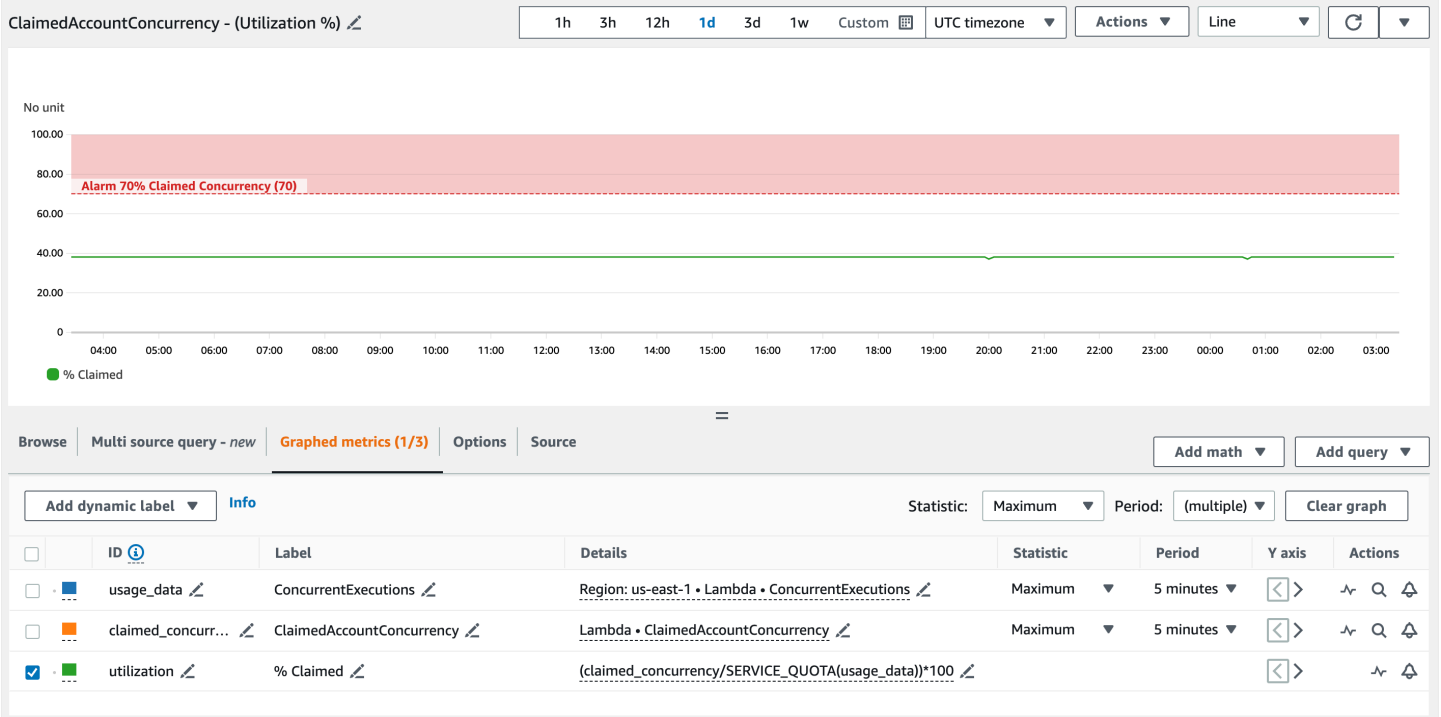 ClaimedAccountConcurrency - (Utilization %)
1h 3h 12h 1d 3d 1w Custom UTC timezone Actions Line
No unit
100.00
80.00
Alarm 70% Claimed Concurrency (70)
60.00
40.00
20.00
0
04:00 05:00 06:00 07:00 08:00 09:00 10:00 11:00 12:00 13:00 14:00 15:00 16:00 17:00 18:00 19:00 20:00 21:00 22:00 23:00 00:00 01:00 02:00 03:00
% Claimed
Browse Multi source query - new Graphed metrics (1/3) Options Source
Add math Add query
Add dynamic label Info Statistic: Maximum Period: (multiple) Clear graph
ID Label Details Statistic Period Y axis Actions
usage_data ConcurrentExecutions Region: us-east-1 • Lambda • ConcurrentExecutions Maximum 5 minutes
claimed_concurr... ClaimedAccountConcurrency Lambda • ClaimedAccountConcurrency Maximum 5 minutes
utilization % Claimed (claimed_concurrency/SERVICE_QUOTA(usage_data))*100